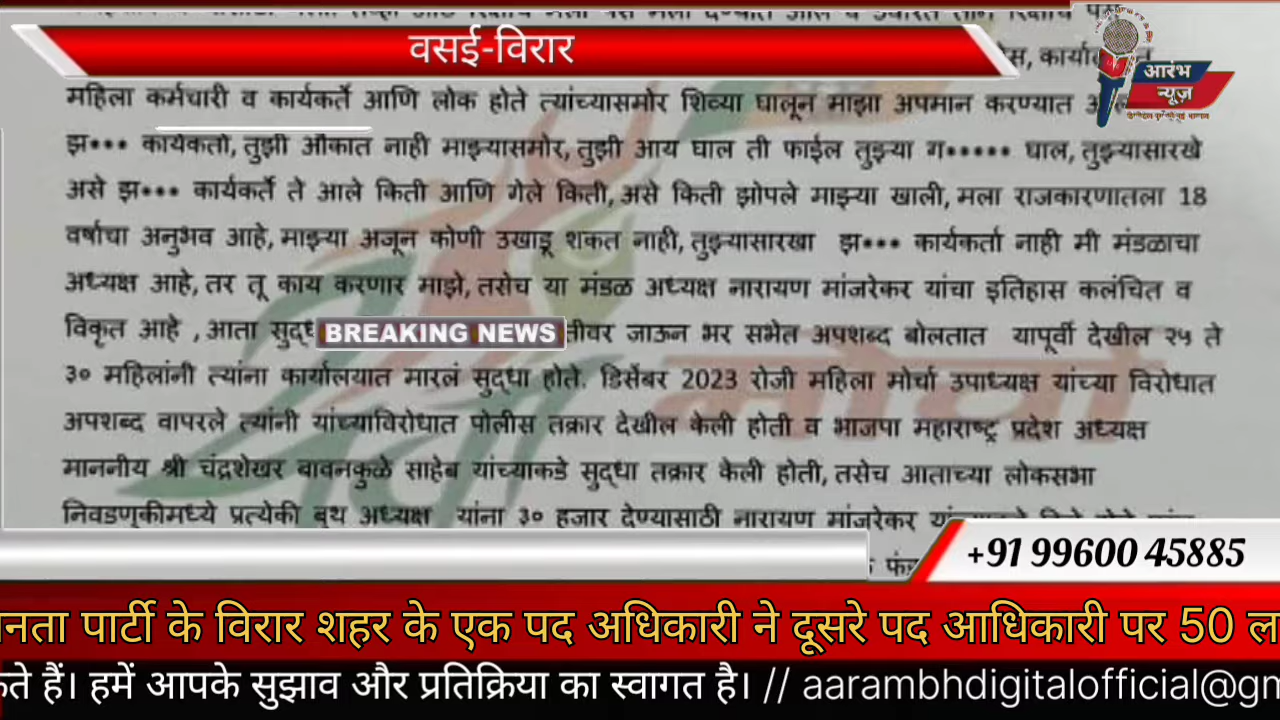 वसई-विरार
आरंभ
न्यूज़
महिला कर्मचारी व कार्यकर्ते आणि लोक होते त्यांच्यासमोर शिव्या घालून माझा अपमान करण्यात
झ••• कार्यकर्तो, तुझी औकात नाही माझ्यासमोर, तुझी आय घाल ती फाईल तुझ्या ग••••• घाल, तुझ्यासारखे
असे झ••• कार्यकर्ते ते आले किती आणि गेले किती, असे किती झोपले माझ्या खाली, मला राजकारणातला 18
वर्षाचा अनुभव आहे, माझ्या अजून कोणी उखाडू शकत नाही, तुझ्यासारखा झ••• कार्यकर्ता नाही मी मंडळाचा
अध्यक्ष आहे, तर तू काय करणार माझे, तसेच या मंडळ अध्यक्ष नारायण मांजरेकर यांचा इतिहास कलंचित व
विकृत आहे , आता BREAKING NEWS जाऊन भर सभेत अपशब्द बोलतात यापूर्वी देखील २५ ते
३० महिलांनी त्यांना कार्यालयात मारलं सुद्धा होते. डिसेंबर 2023 रोजी महिला मोर्चा उपाध्यक्ष यांच्या विरोधात
अपशब्द वापरले त्यांनी यांच्याविरोधात पोलीस तक्रार देखील केली होती व भाजपा महाराष्ट्र प्रदेश अध्यक्ष
माननीय श्री चंद्रशेखर बावनकुळे साहेब यांच्याकडे सुद्धा तक्रार केली होती, तसेच आताच्या लोकसभा
निवडणूकीमध्ये प्रत्येकी बूथ अध्यक्ष यांना ३० हजार देण्यासाठी नारायण मांजरेकर
+91 99600 45885
नता पार्टी के विरार शहर के एक पद अधिकारी ने दूसरे पद आधिकारी पर 50 ल
ते हैं। हमें आपके सुझाव और प्रतिक्रिया का स्वागत है। // aarambhdigitalofficial@gm